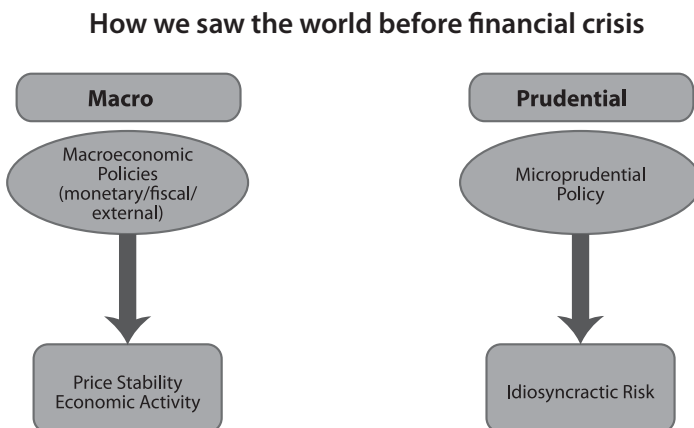 How we saw the world before financial crisis
Macro
Prudential
Macroeconomic
Policies
(monetary/fiscal/
external)
Microprudential
Policy
Price Stability
Economic Activity
Idiosyncractic Risk